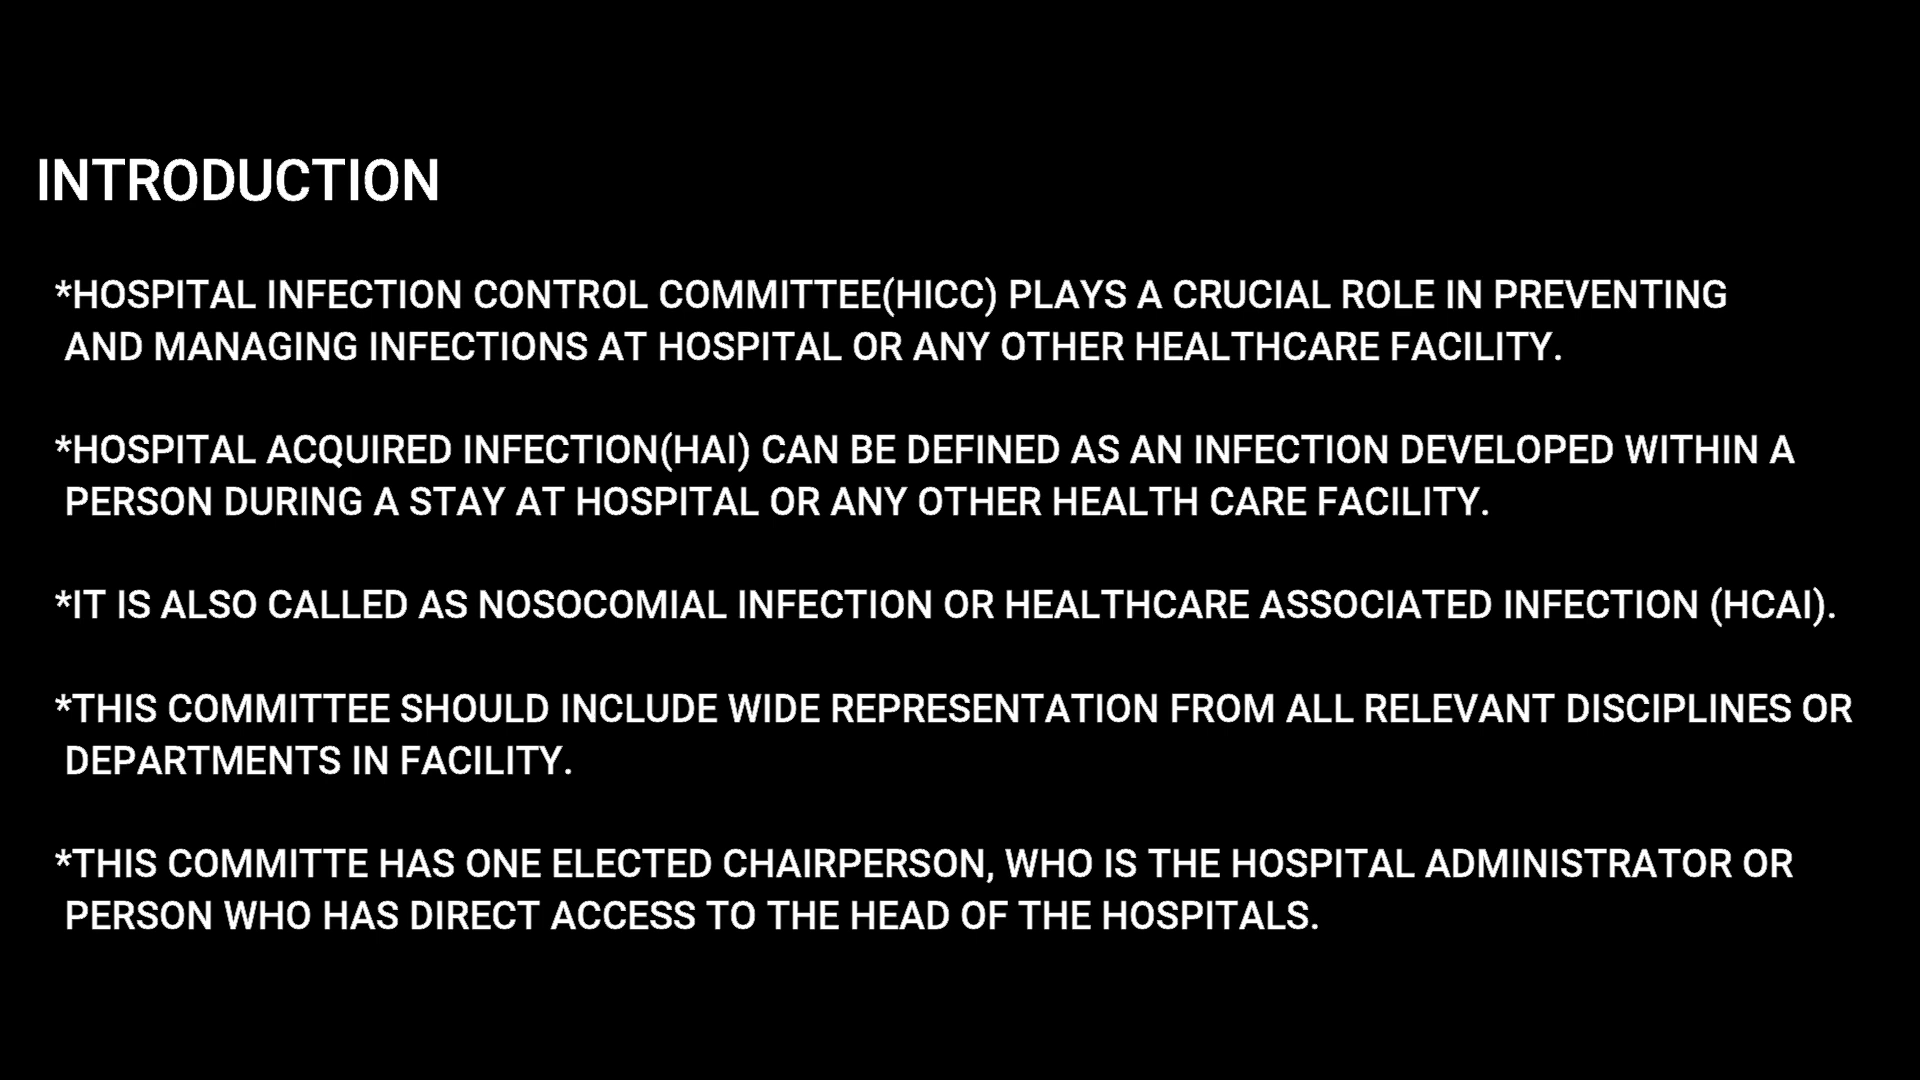 INTRODUCTION
*HOSPITAL INFECTION CONTROL COMMITTEE(HICC) PLAYS A CRUCIAL ROLE IN PREVENTING
AND MANAGING INFECTIONS AT HOSPITAL OR ANY OTHER HEALTHCARE FACILITY.
*HOSPITAL ACQUIRED INFECTION(HAI) CAN BE DEFINED AS AN INFECTION DEVELOPED WITHIN A
PERSON DURING A STAY AT HOSPITAL OR ANY OTHER HEALTH CARE FACILITY.
*IT IS ALSO CALLED AS NOSOCOMIAL INFECTION OR HEALTHCARE ASSOCIATED INFECTION (HCAI).
*THIS COMMITTEE SHOULD INCLUDE WIDE REPRESENTATION FROM ALL RELEVANT DISCIPLINES OR
DEPARTMENTS IN FACILITY.
*THIS COMMITTE HAS ONE ELECTED CHAIRPERSON, WHO IS THE HOSPITAL ADMINISTRATOR OR
PERSON WHO HAS DIRECT ACCESS TO THE HEAD OF THE HOSPITALS.